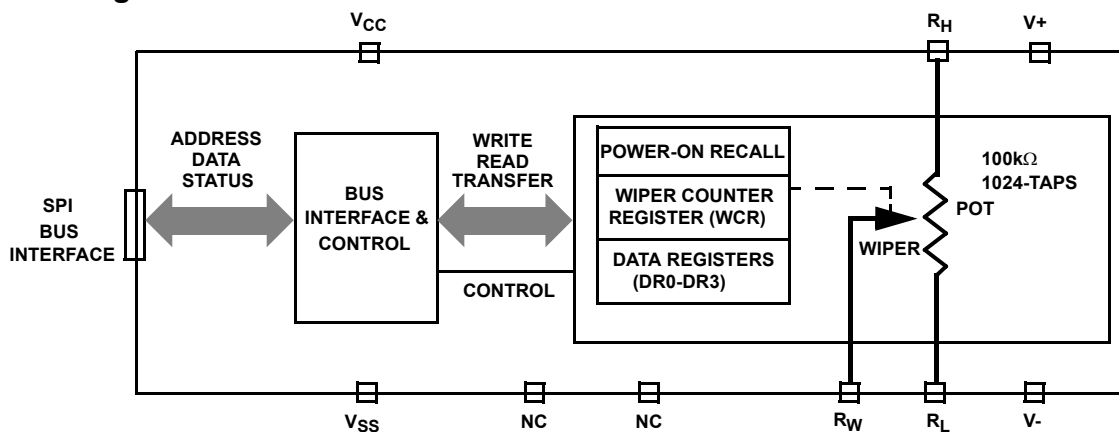 VCC
RH
V+
ADDRESS
DATA
STATUS
WRITE
READ
TRANSFER
SPI
BUS
INTERFACE
BUS
INTERFACE &
CONTROL
CONTROL
POWER-ON RECALL
WIPER COUNTER
REGISTER (WCR)
DATA REGISTERS
(DR0-DR3)
100kΩ
1024-TAPS
POT
WIPER
VSS
NC
NC
RW
RL
V-